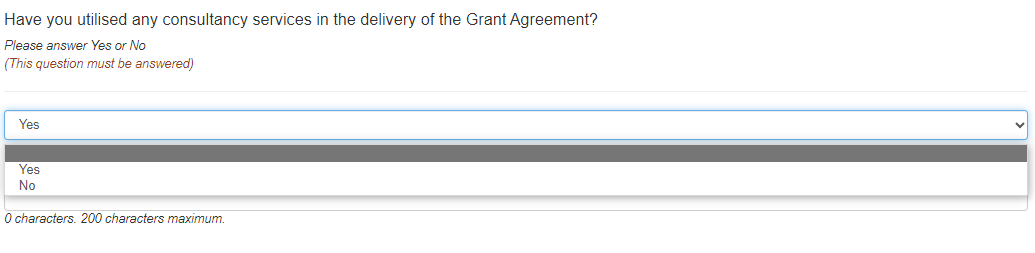 Have you utilised any consultancy services in the delivery of the Grant Agreement?
Please answer Yes or No
(This question must be answered)
Yes
Yes
No
0 characters. 200 characters maximum.